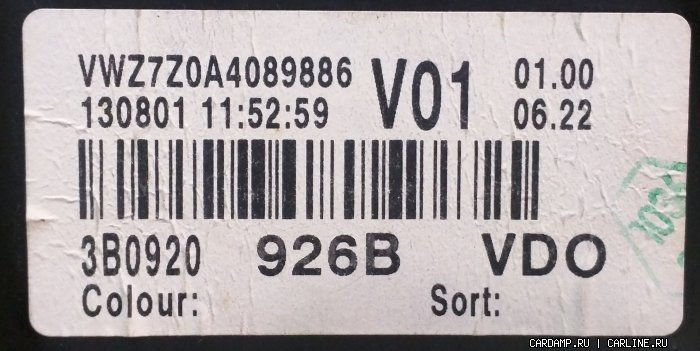 VWZ7Z0A4089886 V01 01.00
130801 11:52:59 06.22
3B0920 926B VDO
Colour: Sort:
CARDAMP.RU | CARLINE.RU